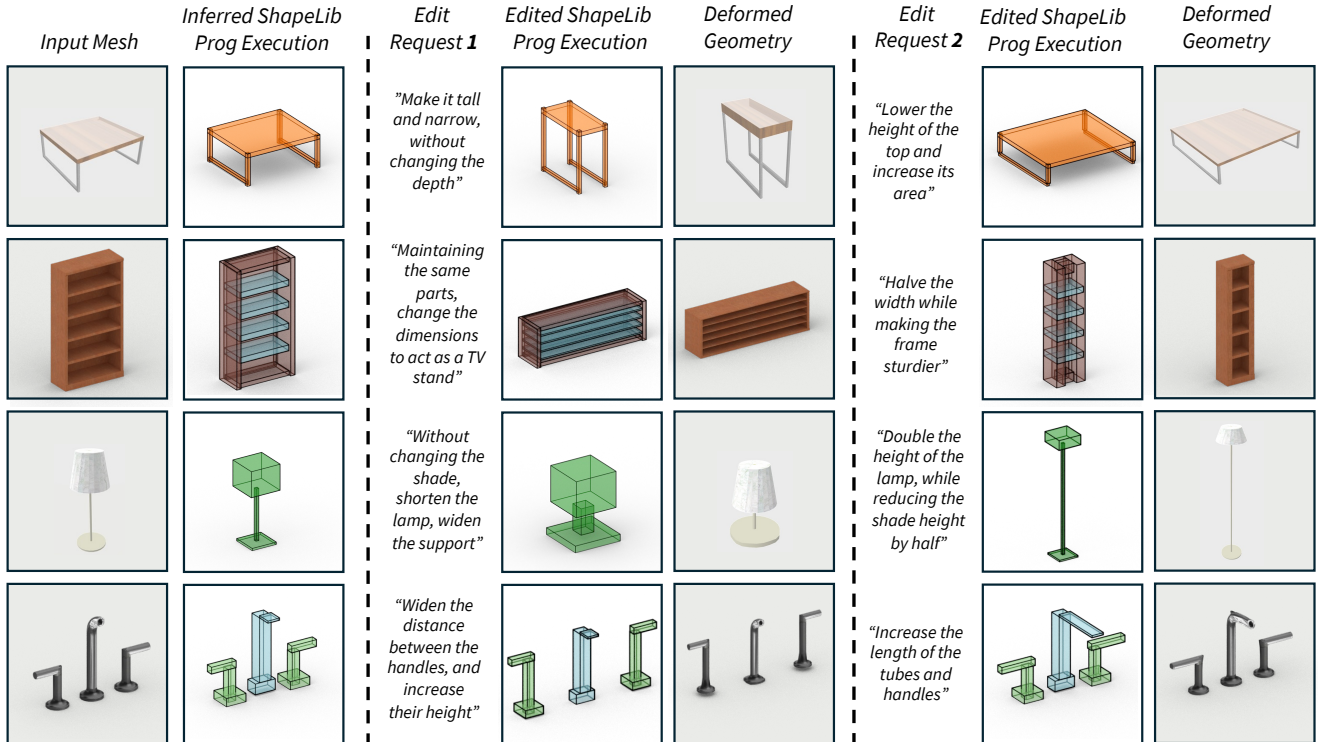 Input Mesh
Inferred ShapeLib
Prog Execution
Edit
Request 1
Edited ShapeLib
Prog Execution
Deformed
Geometry
Edit
Request 2
Edited ShapeLib
Prog Execution
Deformed
Geometry
”Make it tall
and narrow,
without
changing the
depth”
“Lower the
height of the
top and
increase its
area”
“Maintaining
the same
parts,
change the
dimensions
to act as a TV
stand”
“Halve the
width while
making the
frame
sturdier”
“Without
changing the
shade,
shorten the
lamp, widen
the support”
“Double the
height of the
lamp, while
reducing the
shade height
by half”
“Widen the
distance
between the
handles, and
increase
their height”
“Increase the
length of the
tubes and
handles”